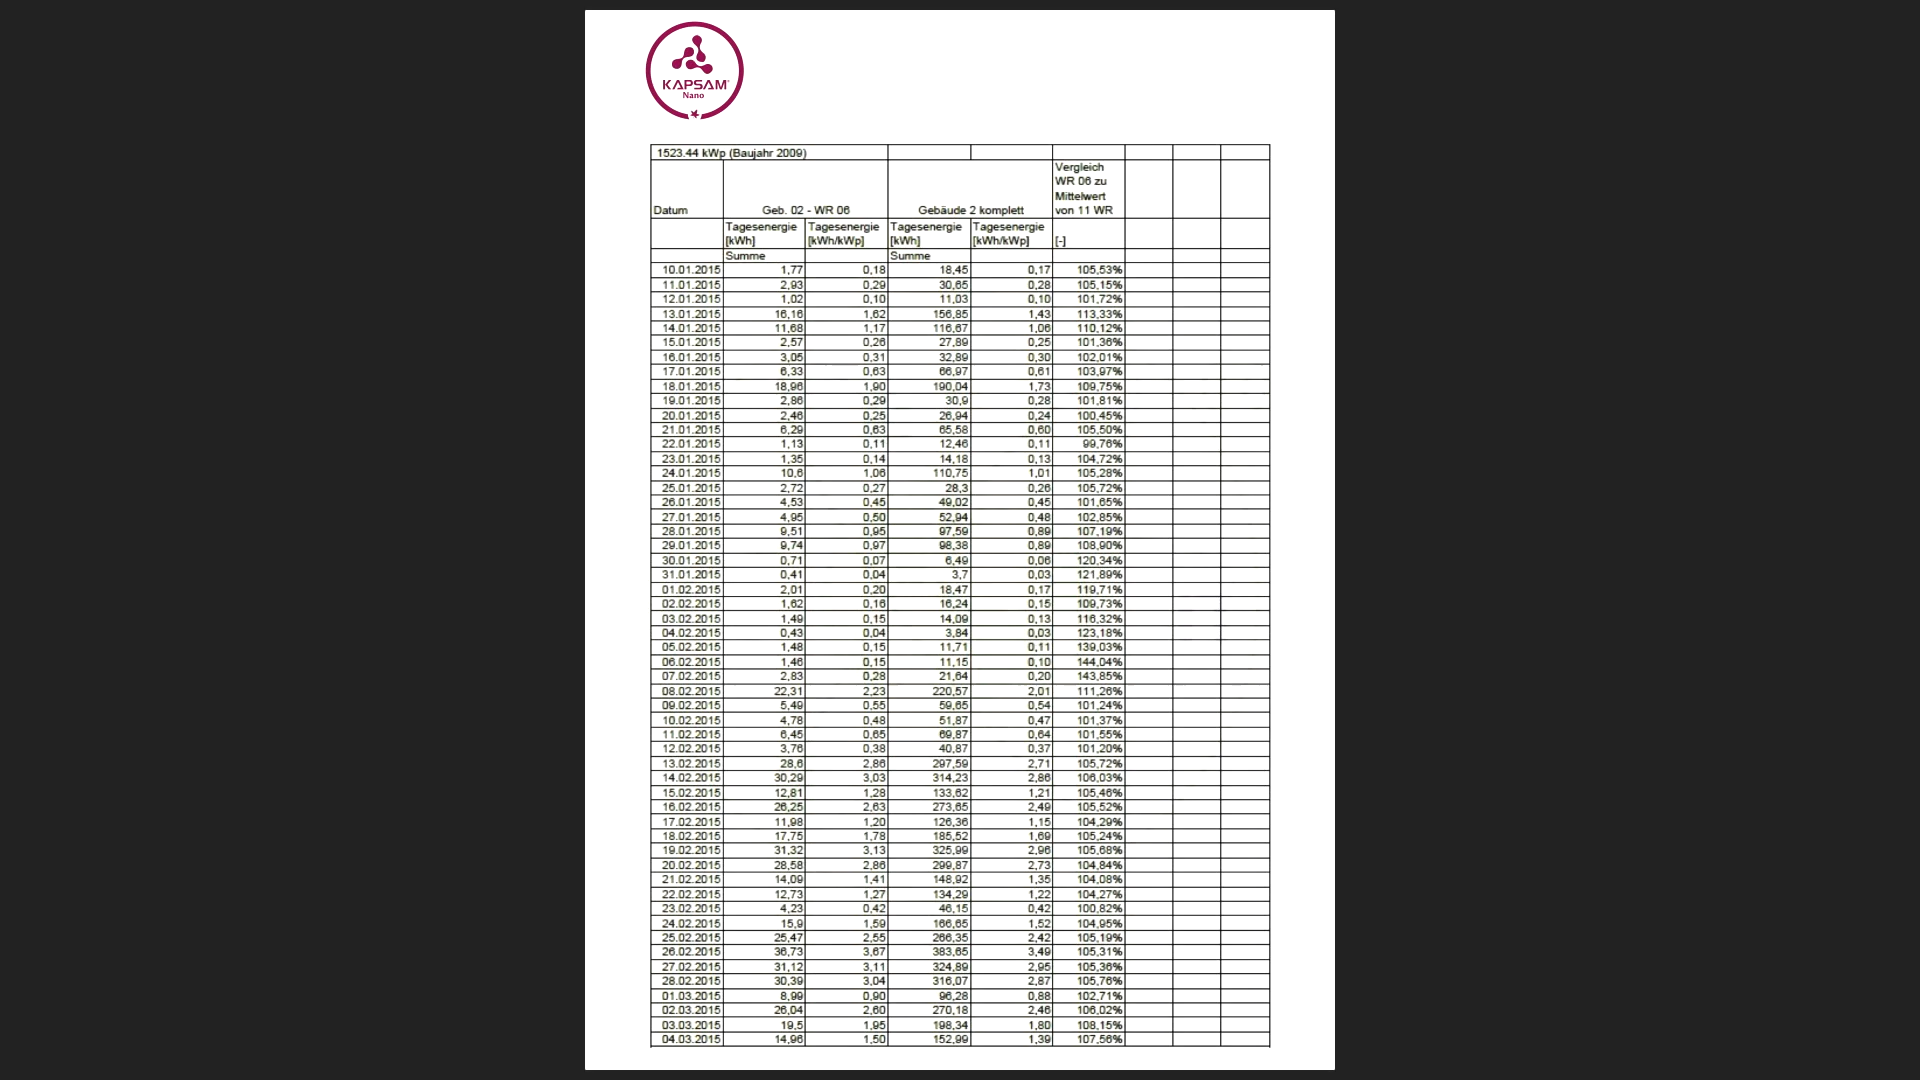 KAPSAM
Nano
1523.44 kWp (Baujahr 2009)
Vergleich
WR 06 zu
Mittelwert
Datum Geb. 02 - WR 06 Gebäude 2 komplett von 11 WR
Tagesenergie Tagesenergie Tagesenergie Tagesenergie
[kWh] [kWh/kWp] [kWh] [kWh/kWp] [-]
Summe Summe
10.01.2015 1,77 0,18 18,45 0,17 105,53%
11.01.2015 2,93 0,29 30,65 0,28 105,15%
12.01.2015 1,02 0,10 11,03 0,10 101,72%
13.01.2015 16,16 1,62 156,85 1,43 113,33%
14.01.2015 11,68 1,17 116,67 1,06 110,12%
15.01.2015 2,57 0,26 27,89 0,25 101,36%
16.01.2015 3,05 0,31 32,89 0,30 102,01%
17.01.2015 6,33 0,63 66,97 0,61 103,97%
18.01.2015 18,96 1,90 190,04 1,73 109,75%
19.01.2015 2,86 0,29 30,9 0,28 101,81%
20.01.2015 2,46 0,25 26,94 0,24 100,45%
21.01.2015 6,29 0,63 65,58 0,60 105,50%
22.01.2015 1,13 0,11 12,46 0,11 99,76%
23.01.2015 1,35 0,14 14,18 0,13 104,72%
24.01.2015 10,6 1,06 110,75 1,01 105,28%
25.01.2015 2,72 0,27 28,3 0,26 105,72%
26.01.2015 4,53 0,45 49,02 0,45 101,65%
27.01.2015 4,95 0,50 52,94 0,48 102,85%
28.01.2015 9,51 0,95 97,59 0,89 107,19%
29.01.2015 9,74 0,97 98,38 0,89 108,90%
30.01.2015 0,71 0,07 6,49 0,06 120,34%
31.01.2015 0,41 0,04 3,7 0,03 121,89%
01.02.2015 2,01 0,20 18,47 0,17 119,71%
02.02.2015 1,62 0,16 16,24 0,15 109,73%
03.02.2015 1,49 0,15 14,09 0,13 116,32%
04.02.2015 0,43 0,04 3,84 0,03 123,18%
05.02.2015 1,48 0,15 11,71 0,11 139,03%
06.02.2015 1,46 0,15 11,15 0,10 144,04%
07.02.2015 2,83 0,28 21,64 0,20 143,85%
08.02.2015 22,31 2,23 220,57 2,01 111,26%
09.02.2015 5,49 0,55 59,65 0,54 101,24%
10.02.2015 4,78 0,48 51,87 0,47 101,37%
11.02.2015 6,45 0,65 69,87 0,64 101,55%
12.02.2015 3,76 0,38 40,87 0,37 101,20%
13.02.2015 28,6 2,86 297,59 2,71 105,72%
14.02.2015 30,29 3,03 314,23 2,86 106,03%
15.02.2015 12,81 1,28 133,62 1,21 105,46%
16.02.2015 26,25 2,63 273,65 2,49 105,52%
17.02.2015 11,98 1,20 126,36 1,15 104,29%
18.02.2015 17,75 1,78 185,52 1,69 105,24%
19.02.2015 31,32 3,13 325,99 2,96 105,68%
20.02.2015 28,58 2,86 299,87 2,73 104,84%
21.02.2015 14,09 1,41 148,92 1,35 104,08%
22.02.2015 12,73 1,27 134,29 1,22 104,27%
23.02.2015 4,23 0,42 46,15 0,42 100,82%
24.02.2015 15,9 1,59 166,65 1,52 104,95%
25.02.2015 25,47 2,55 266,35 2,42 105,19%
26.02.2015 36,73 3,67 383,65 3,49 105,31%
27.02.2015 31,12 3,11 324,89 2,95 105,36%
28.02.2015 30,39 3,04 316,07 2,87 105,76%
01.03.2015 8,99 0,90 96,28 0,88 102,71%
02.03.2015 26,04 2,60 270,18 2,46 106,02%
03.03.2015 19,5 1,95 198,34 1,80 108,15%
04.03.2015 14,96 1,50 152,99 1,39 107,56%